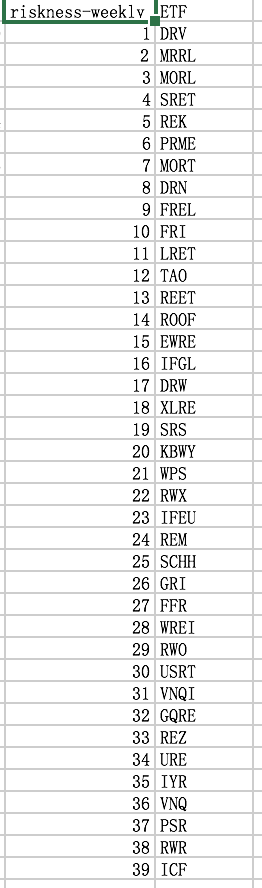 riskness-weekly ETF
1 DRV
2 MRRL
3 MORL
4 SRET
5 REK
6 PRME
7 MORT
8 DRN
9 FREL
10 FRI
11 LRET
12 TAO
13 REET
14 ROOF
15 EWRE
16 IFGL
17 DRW
18 XLRE
19 SRS
20 KBWY
21 WPS
22 RWX
23 IFEU
24 REM
25 SCHH
26 GRI
27 FFR
28 WREI
29 RWO
30 USRT
31 VNQI
32 GQRE
33 REZ
34 URE
35 IYR
36 VNQ
37 PSR
38 RWR
39 ICF